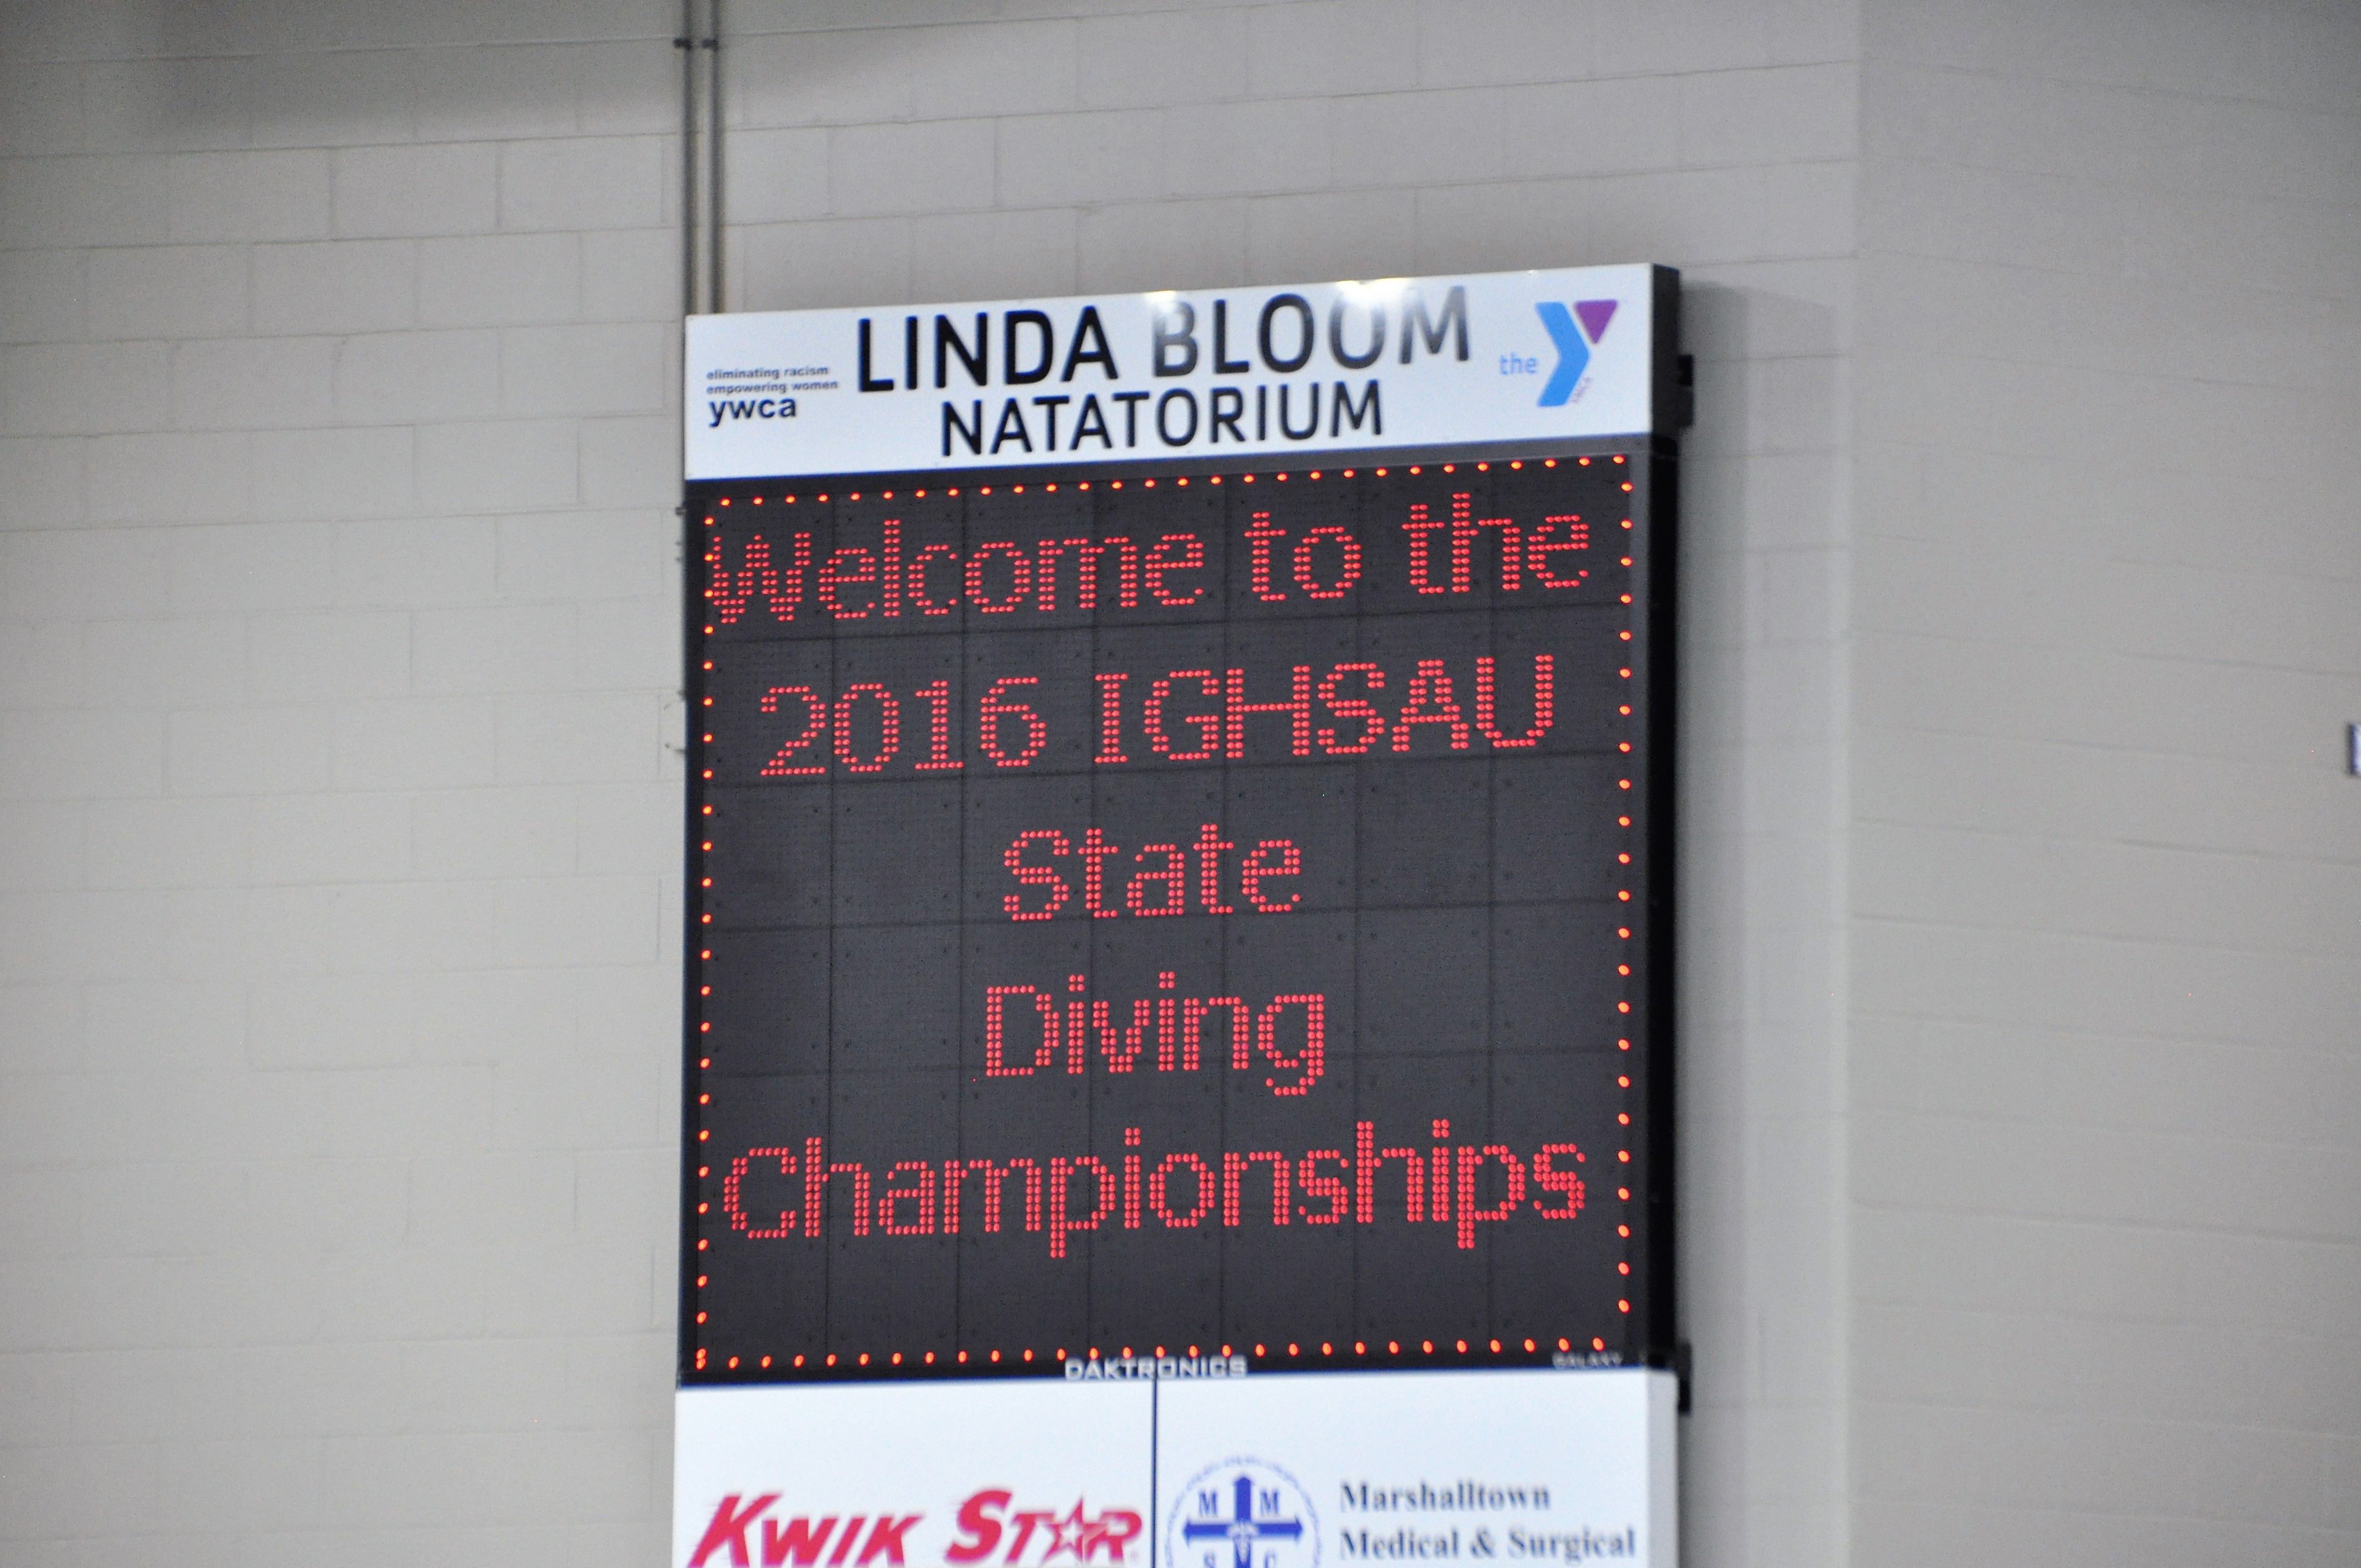 LINDA BLOOM
NATATORIUM
eliminating racism
empowering women
ywca
the
Welcome to the
2016 IGHSAU
State
Diving
Championships
DAKTRONICS
GALAXY
KWIK STAR
M M
S C
Marshalltown
Medical & Surgical